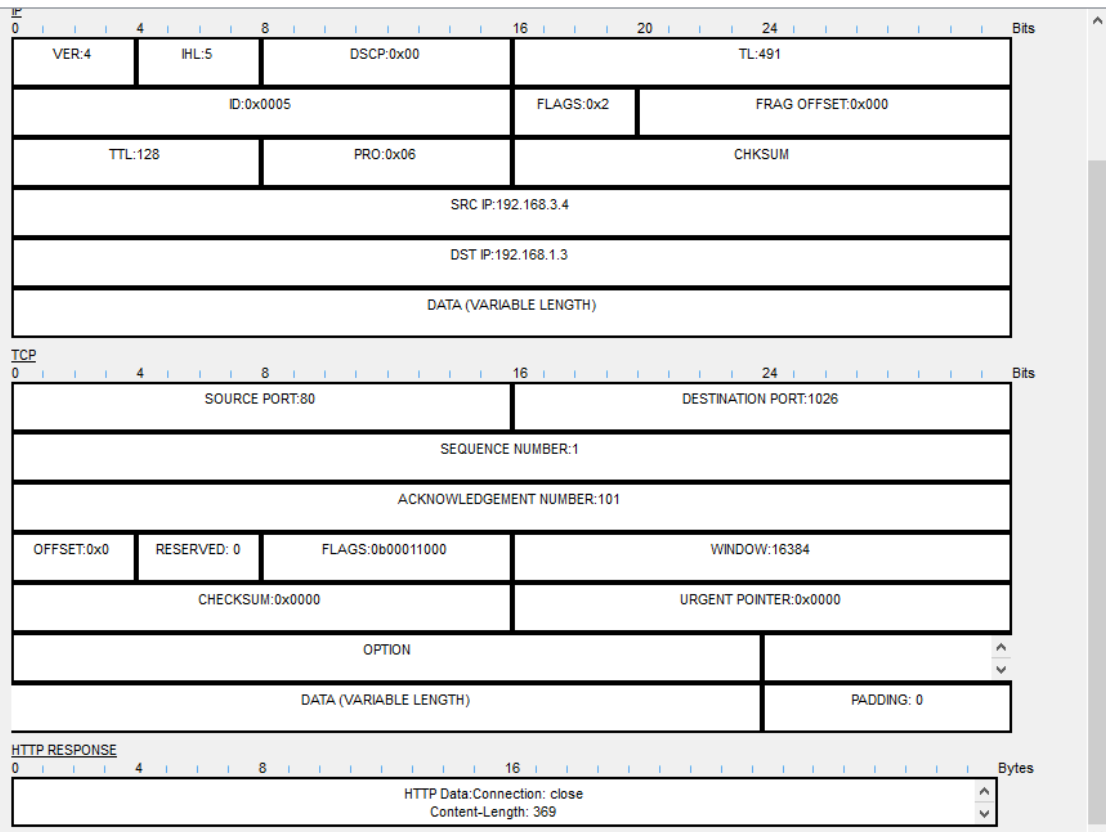 IP
0 4 8 16 20 24 Bits
VER:4 IHL:5 DSCP:0x00 TL:491
ID:0x0005 FLAGS:0x2 FRAG OFFSET:0x000
TTL:128 PRO:0x06 CHKSUM
SRC IP:192.168.3.4
DST IP:192.168.1.3
DATA (VARIABLE LENGTH)
TCP
0 4 8 16 24 Bits
SOURCE PORT:80 DESTINATION PORT:1026
SEQUENCE NUMBER:1
ACKNOWLEDGEMENT NUMBER:101
OFFSET:0x0 RESERVED: 0 FLAGS:0b00011000 WINDOW:16384
CHECKSUM:0x0000 URGENT POINTER:0x0000
OPTION
DATA (VARIABLE LENGTH) PADDING: 0
HTTP RESPONSE
0 4 8 16 Bytes
HTTP Data:Connection: close
Content-Length: 369